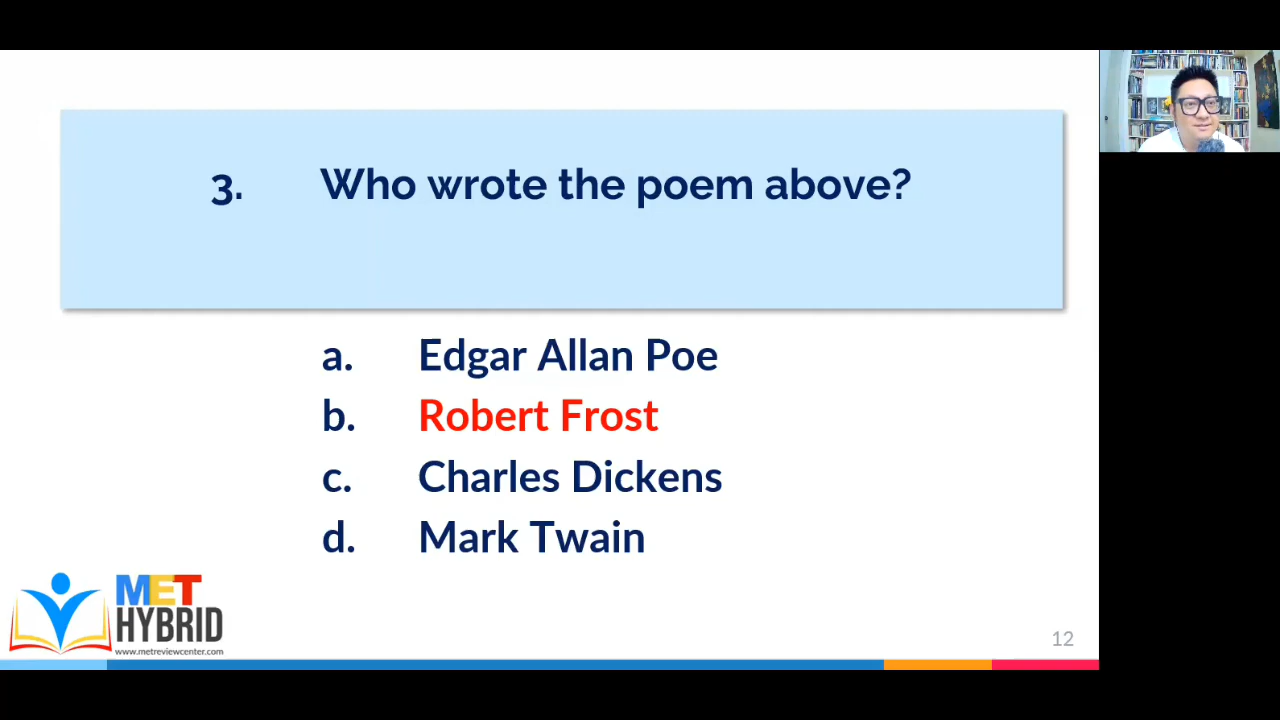 3. Who wrote the poem above?
a. Edgar Allan Poe
b. Robert Frost
c. Charles Dickens
d. Mark Twain
MET
HYBRID
www.metreviewcenter.com
12